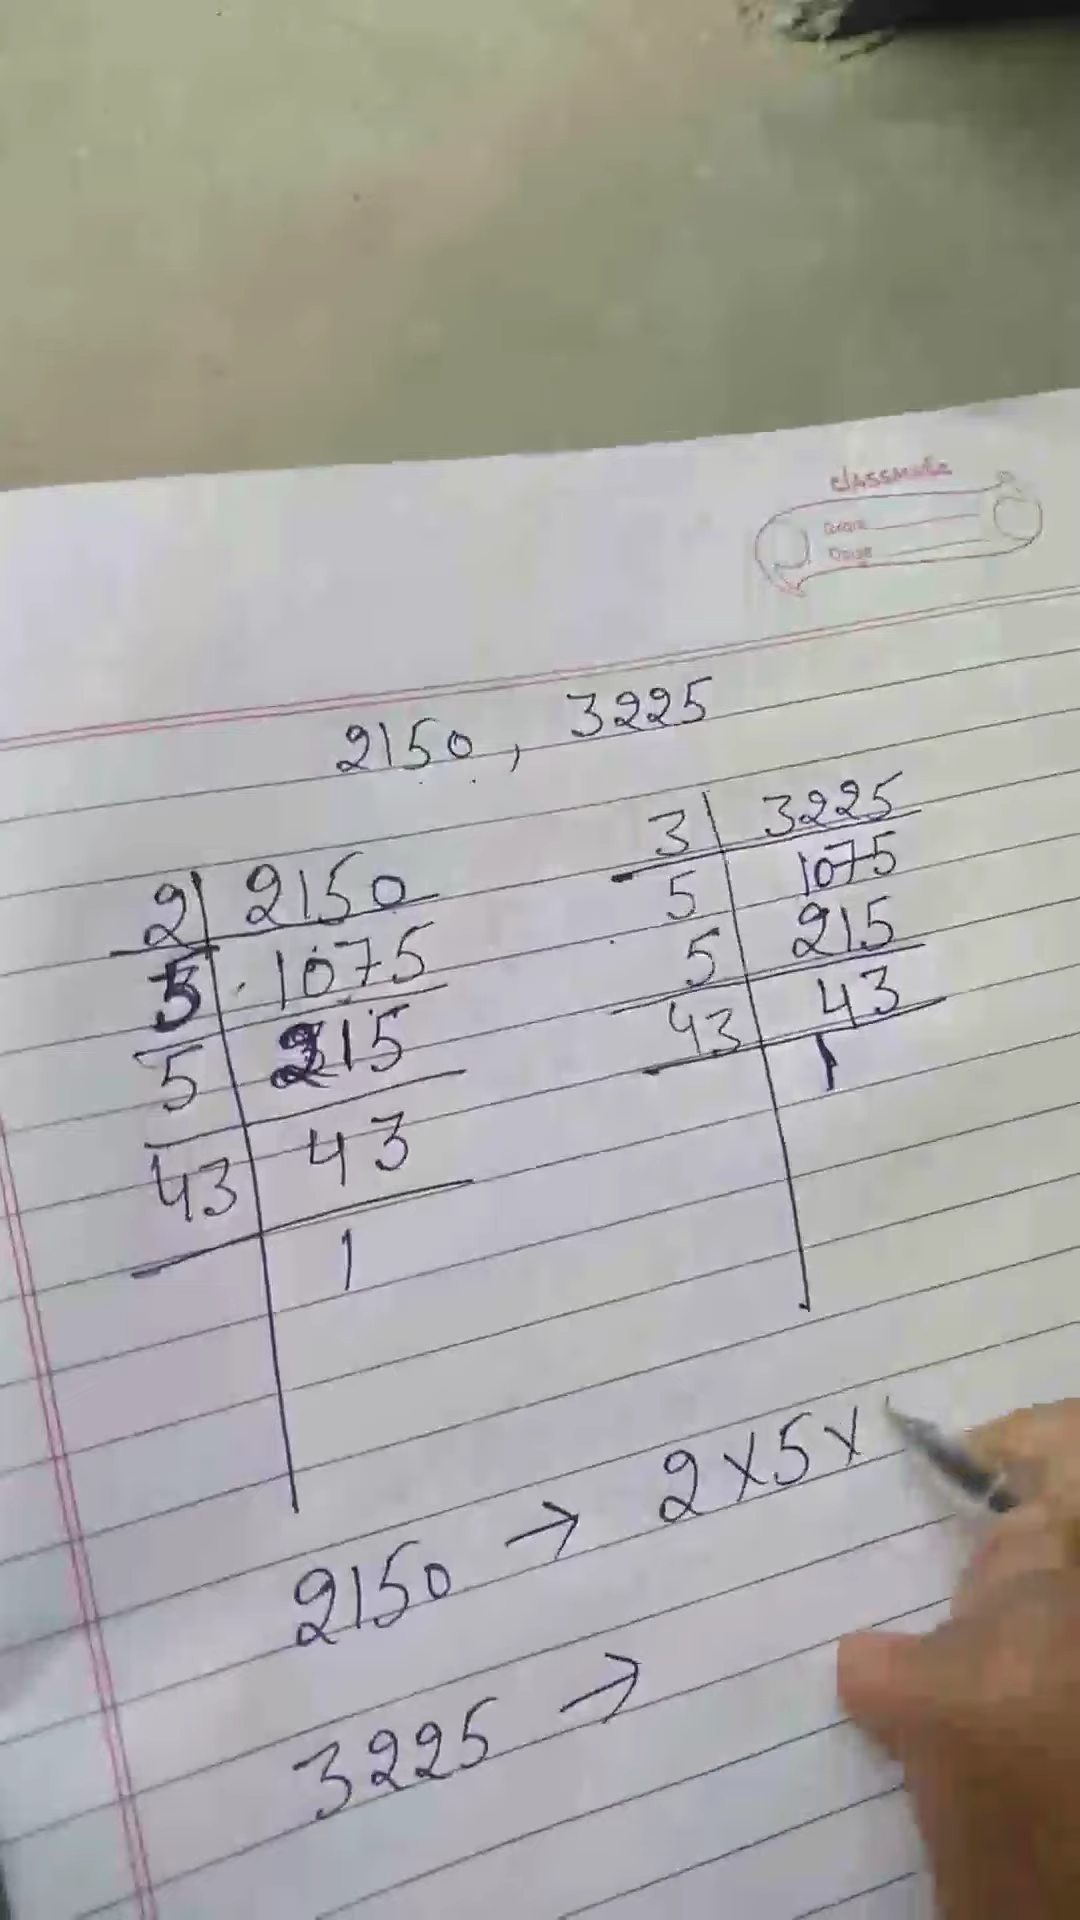 classmate
Date
Page
2150, 3225
2 | 2150
5 | 1075
5 | 215
43 | 43
1
3 | 3225
5 | 1075
5 | 215
43 | 43
1
2150 → 2×5×
3225 →